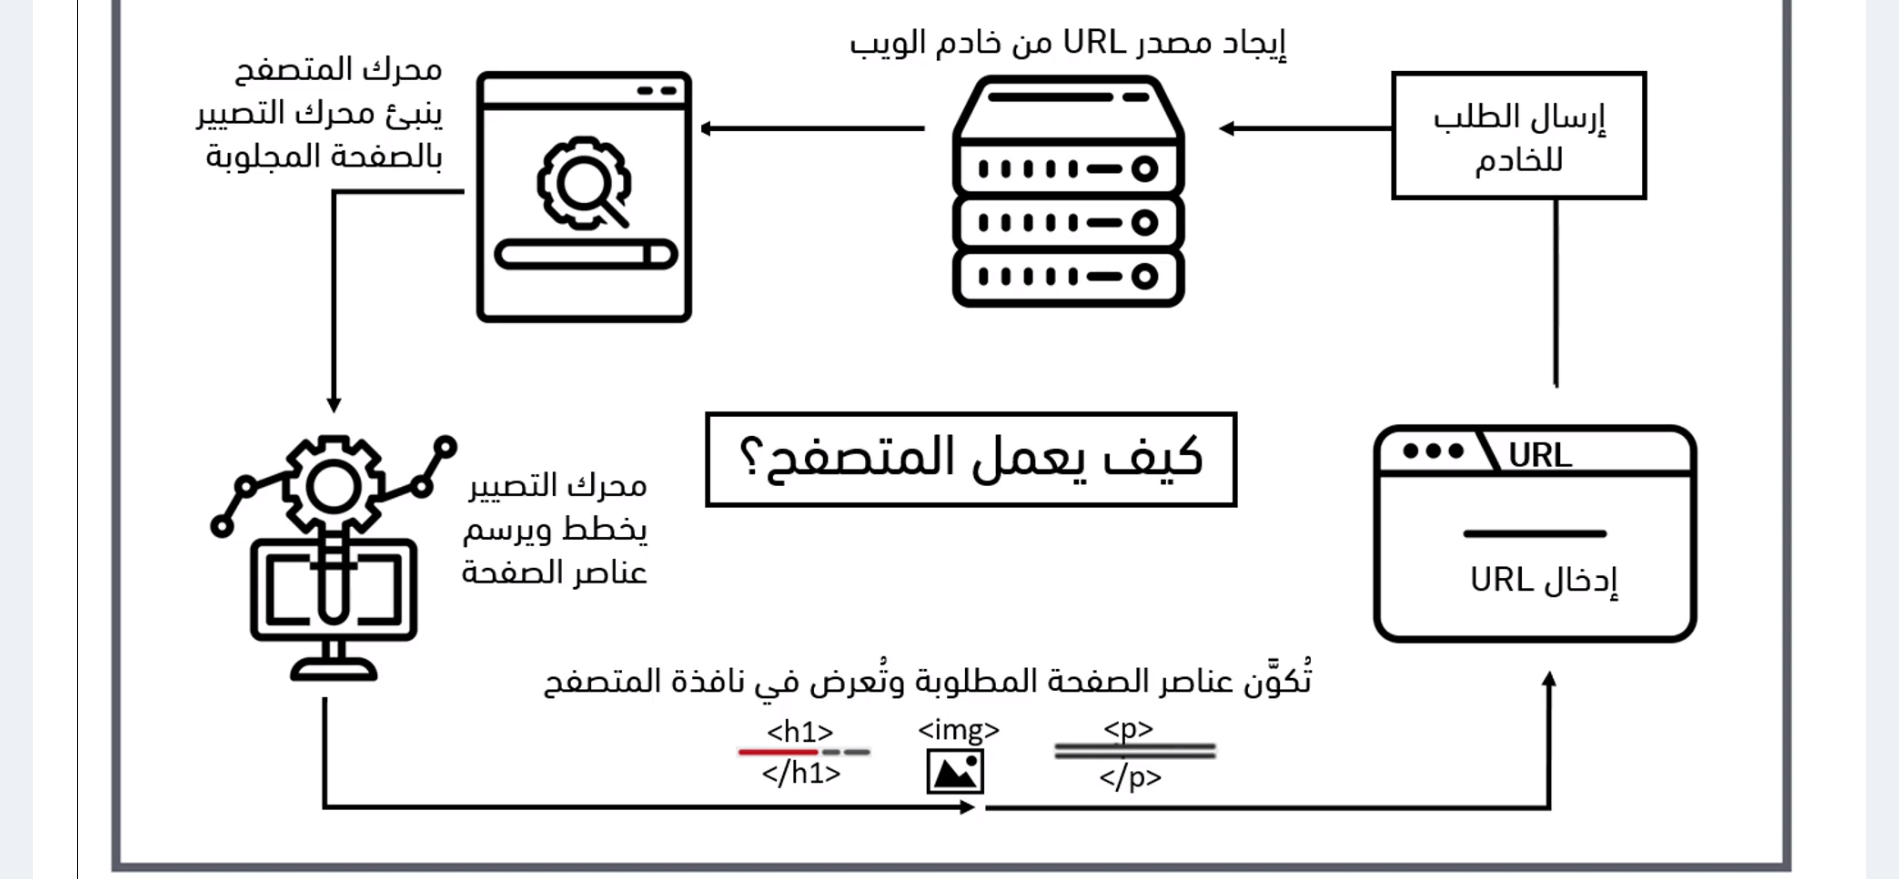 إيجاد مصدر URL من خادم الويب
إرسال الطلب
للخادم
محرك المتصفح
ينبئ محرك التصيير
بالصفحة المجلوبة
كيف يعمل المتصفح؟
URL
إدخال URL
محرك التصيير
يخطط ويرسم
عناصر الصفحة
تُكوَّن عناصر الصفحة المطلوبة وتُعرض في نافذة المتصفح
<h1>
</h1>
<img>
<p>
</p>